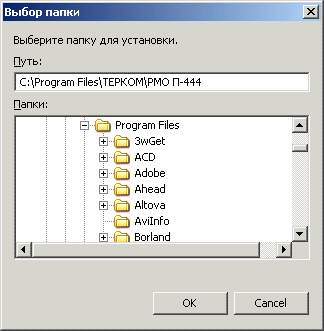 Выбор папки
Выберите папку для установки.
Путь:
C:\Program Files\ТЕРКОМ\РМО П-444
Папки:
Program Files
3wGet
ACD
Adobe
Ahead
Altova
AviInfo
Borland
OK Cancel